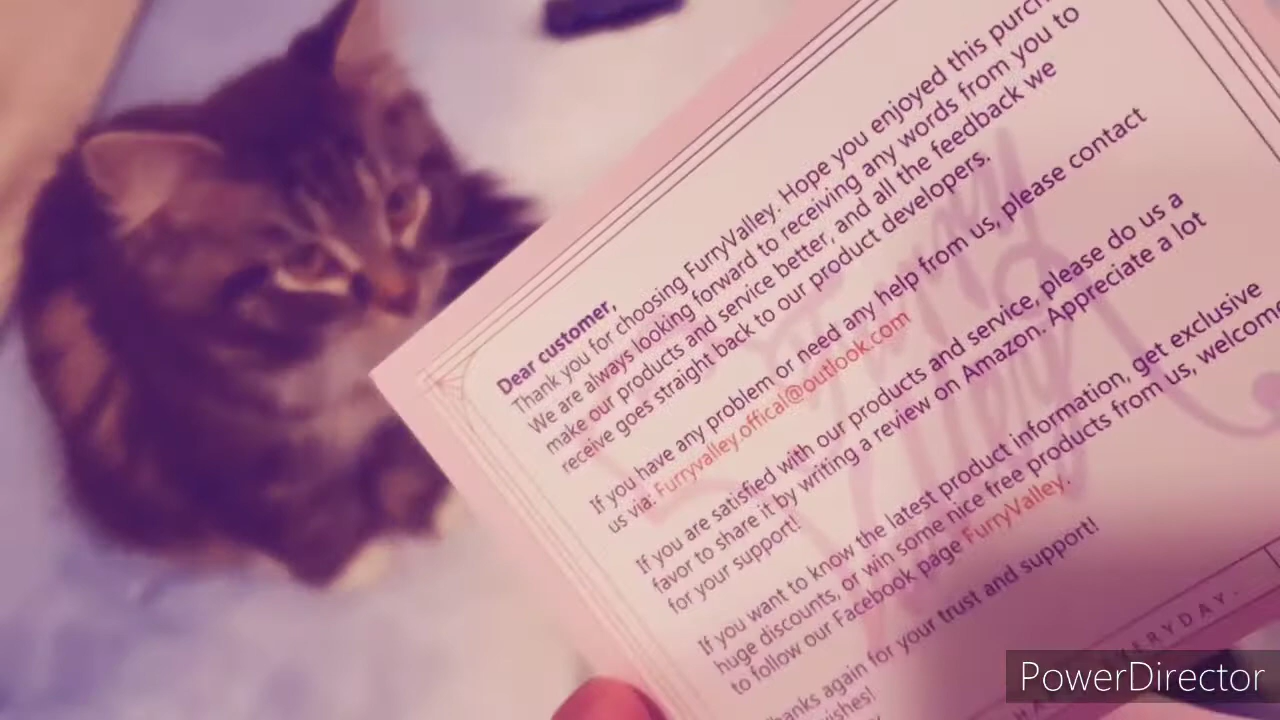 Dear customer,
Thank you for choosing FurryValley. Hope you enjoyed this
We are always looking forward to receiving any words from you to
make our products and service better, and all the feedback we
receive goes straight back to our product developers.
If you have any problem or need any help from us, please contact
us via: Furryvalley.offical@outlook.com
If you are satisfied with our products and service, please do us a
favor to share it by writing a review on Amazon. Appreciate a lot
for your support!
If you want to know the latest product information, get exclusive
huge discounts, or win some nice free products from us,
to follow our Facebook page FurryValley.
again for your trust and support!
PowerDirector